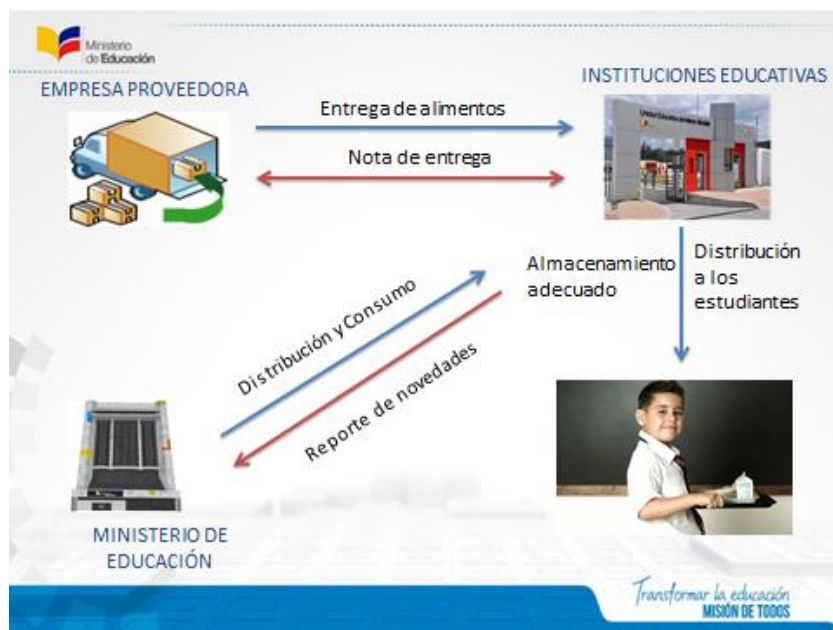 Ministerio
de Educación
EMPRESA PROVEEDORA
INSTITUCIONES EDUCATIVAS
Entrega de alimentos
Nota de entrega
Almacenamiento
adecuado
Distribución
a los
estudiantes
Distribución y Consumo
Reporte de novedades
MINISTERIO DE
EDUCACIÓN
Transformar la educación
MISIÓN DE TODOS